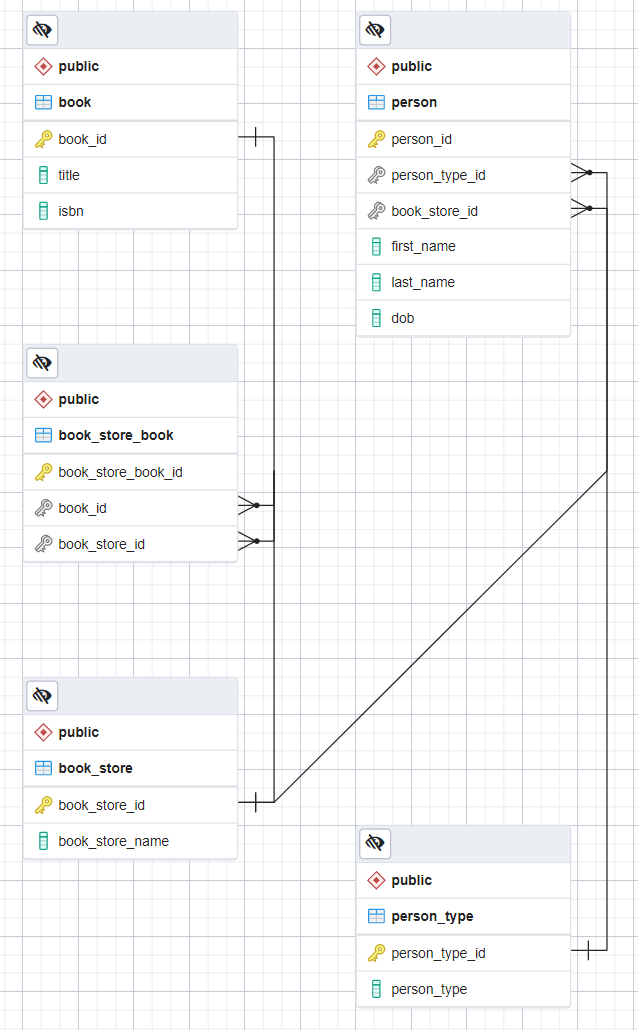 public
book
book_id
title
isbn
public
person
person_id
person_type_id
book_store_id
first_name
last_name
dob
public
book_store_book
book_store_book_id
book_id
book_store_id
public
book_store
book_store_id
book_store_name
public
person_type
person_type_id
person_type